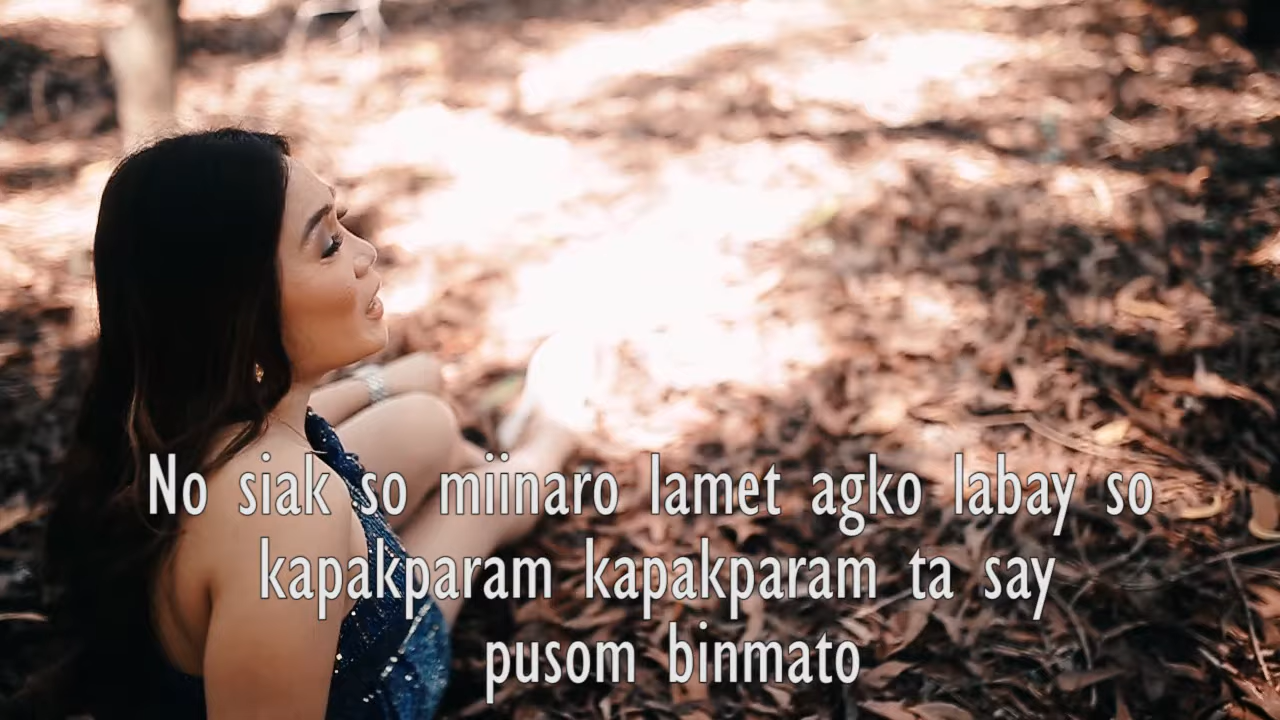 No siak so miinaro lamet agko labay so
kapakparam kapakparam ta say
pusom binmato